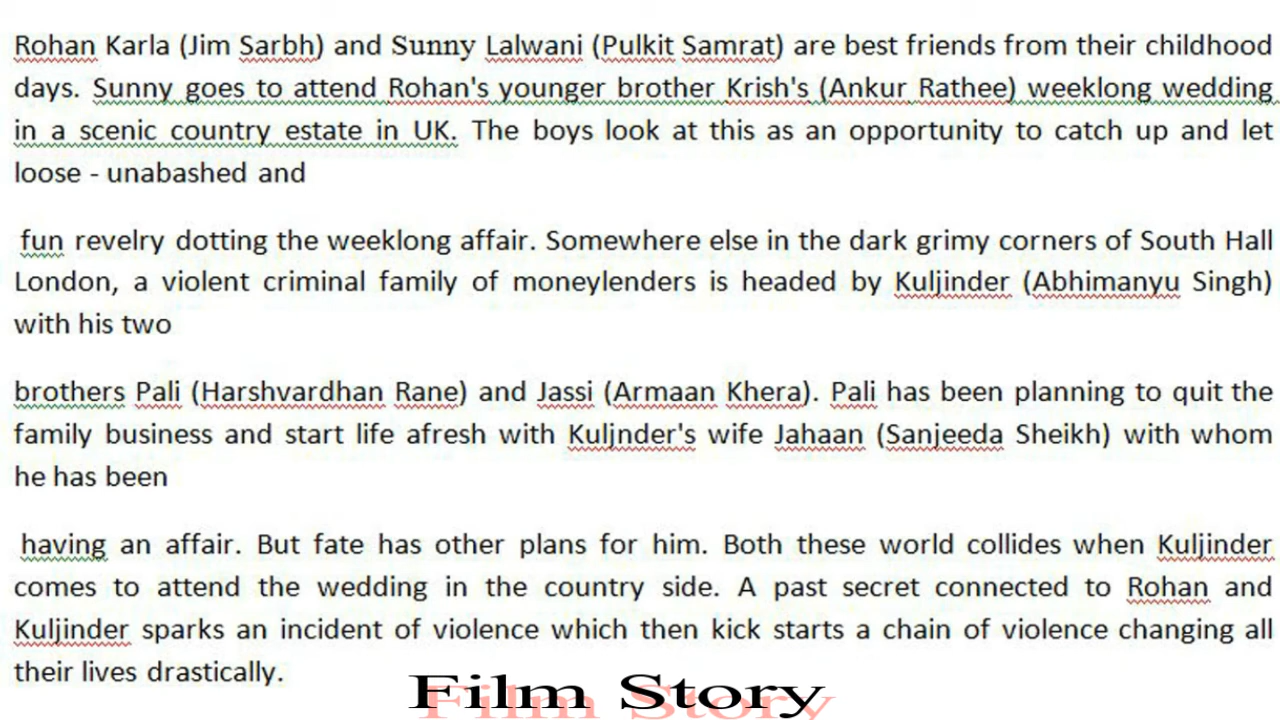 Rohan Karla (Jim Sarbh) and Sunny Lalwani (Pulkit Samrat) are best friends from their childhood
days. Sunny goes to attend Rohan's younger brother Krish's (Ankur Rathee) weeklong wedding
in a scenic country estate in UK. The boys look at this as an opportunity to catch up and let
loose - unabashed and
fun revelry dotting the weeklong affair. Somewhere else in the dark grimy corners of South Hall
London, a violent criminal family of moneylenders is headed by Kuljinder (Abhimanyu Singh)
with his two
brothers Pali (Harshvardhan Rane) and Jassi (Armaan Khera). Pali has been planning to quit the
family business and start life afresh with Kuljnder's wife Jahaan (Sanjeeda Sheikh) with whom
he has been
having an affair. But fate has other plans for him. Both these world collides when Kuljinder
comes to attend the wedding in the country side. A past secret connected to Rohan and
Kuljinder sparks an incident of violence which then kick starts a chain of violence changing all
their lives drastically.
Film Story